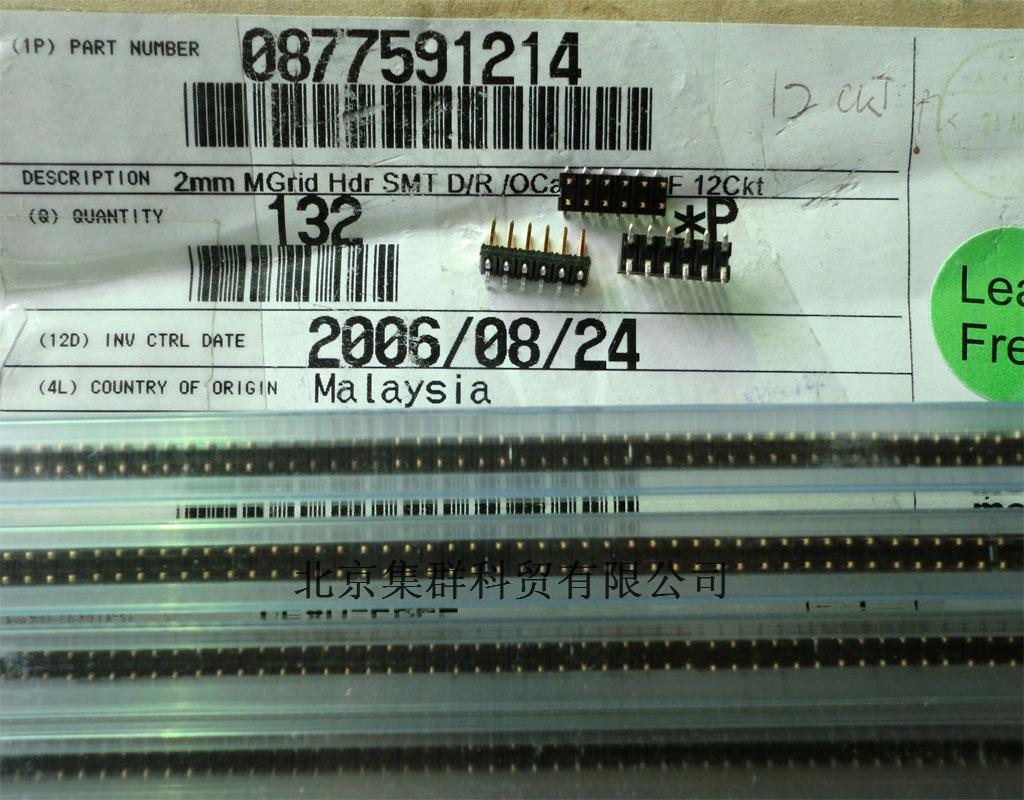 (1P) PART NUMBER 0877591214
12 CKT
DESCRIPTION 2mm MGrid Hdr SMT D/R /OCa F 12Ckt
(Q) QUANTITY 132 *P
Lea
Fre
(12D) INV CTRL DATE 2006/08/24
(4L) COUNTRY OF ORIGIN Malaysia
北京集群科贸有限公司